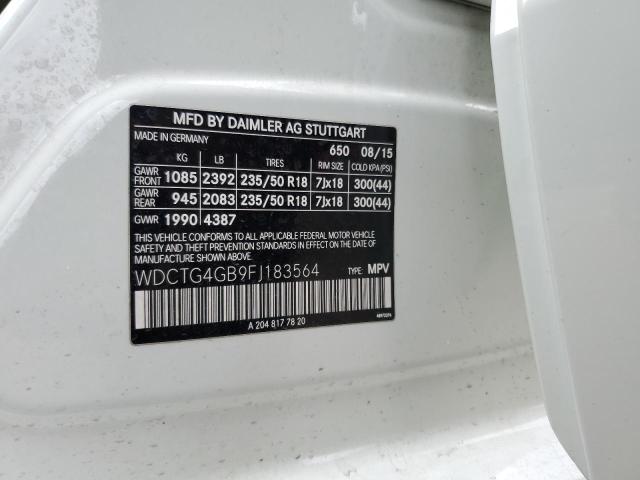 MFD BY DAIMLER AG STUTTGART
MADE IN GERMANY 650 08/15
KG LB TIRES RIM SIZE COLD KPA (PSI)
GAWR FRONT 1085 2392 235/50 R18 7Jx18 300(44)
GAWR REAR 945 2083 235/50 R18 7Jx18 300(44)
GVWR 1990 4387
THIS VEHICLE CONFORMS TO ALL APPLICABLE FEDERAL MOTOR VEHICLE
SAFETY AND THEFT PREVENTION STANDARDS IN EFFECT ON THE DATE OF
MANUFACTURE SHOWN ABOVE.
WDCTG4GB9FJ183564 TYPE: MPV
A 204 817 78 20